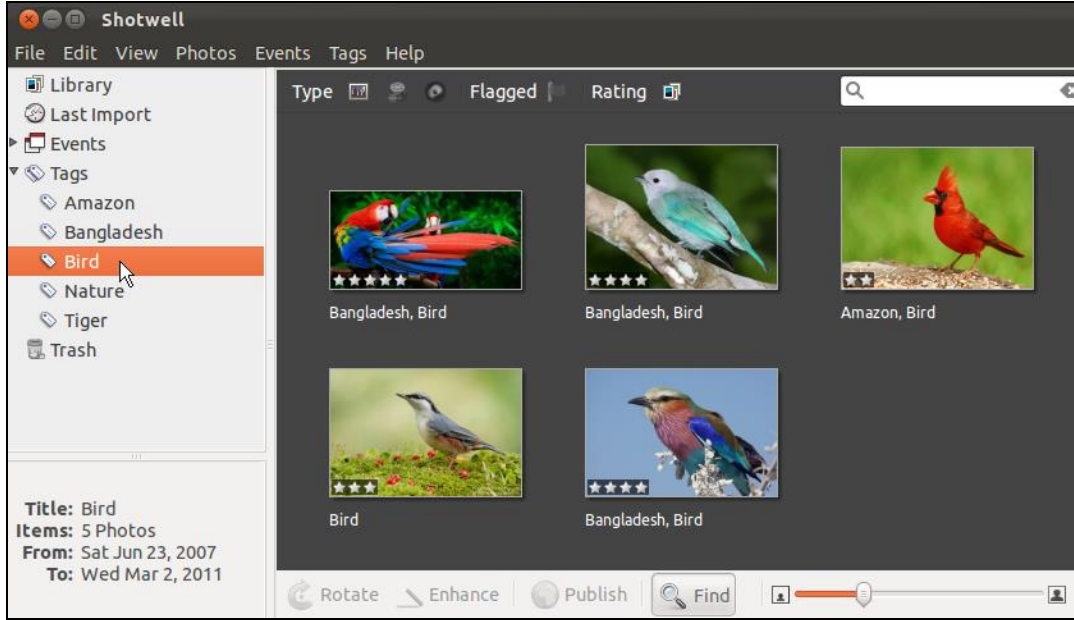 Shotwell
File Edit View Photos Events Tags Help
Library
Last Import
Events
Tags
Amazon
Bangladesh
Bird
Nature
Tiger
Trash
Type Flagged Rating
Bangladesh, Bird
Bangladesh, Bird
Amazon, Bird
Bird
Bangladesh, Bird
Title: Bird
Items: 5 Photos
From: Sat Jun 23, 2007
To: Wed Mar 2, 2011
Rotate Enhance Publish Find